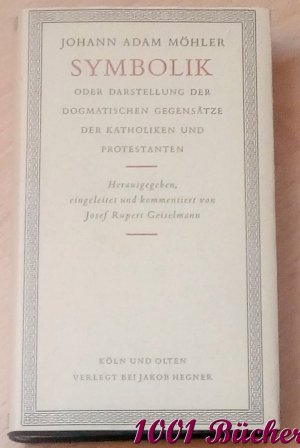 JOHANN ADAM MÖHLER
SYMBOLIK
ODER DARSTELLUNG DER
DOGMATISCHEN GEGENSÄTZE
DER KATHOLIKEN UND
PROTESTANTEN
Herausgegeben,
eingeleitet und kommentiert von
Josef Rupert Geiselmann
KÖLN UND OLTEN
VERLEGT BEI JAKOB HEGNER
1001 Bücher